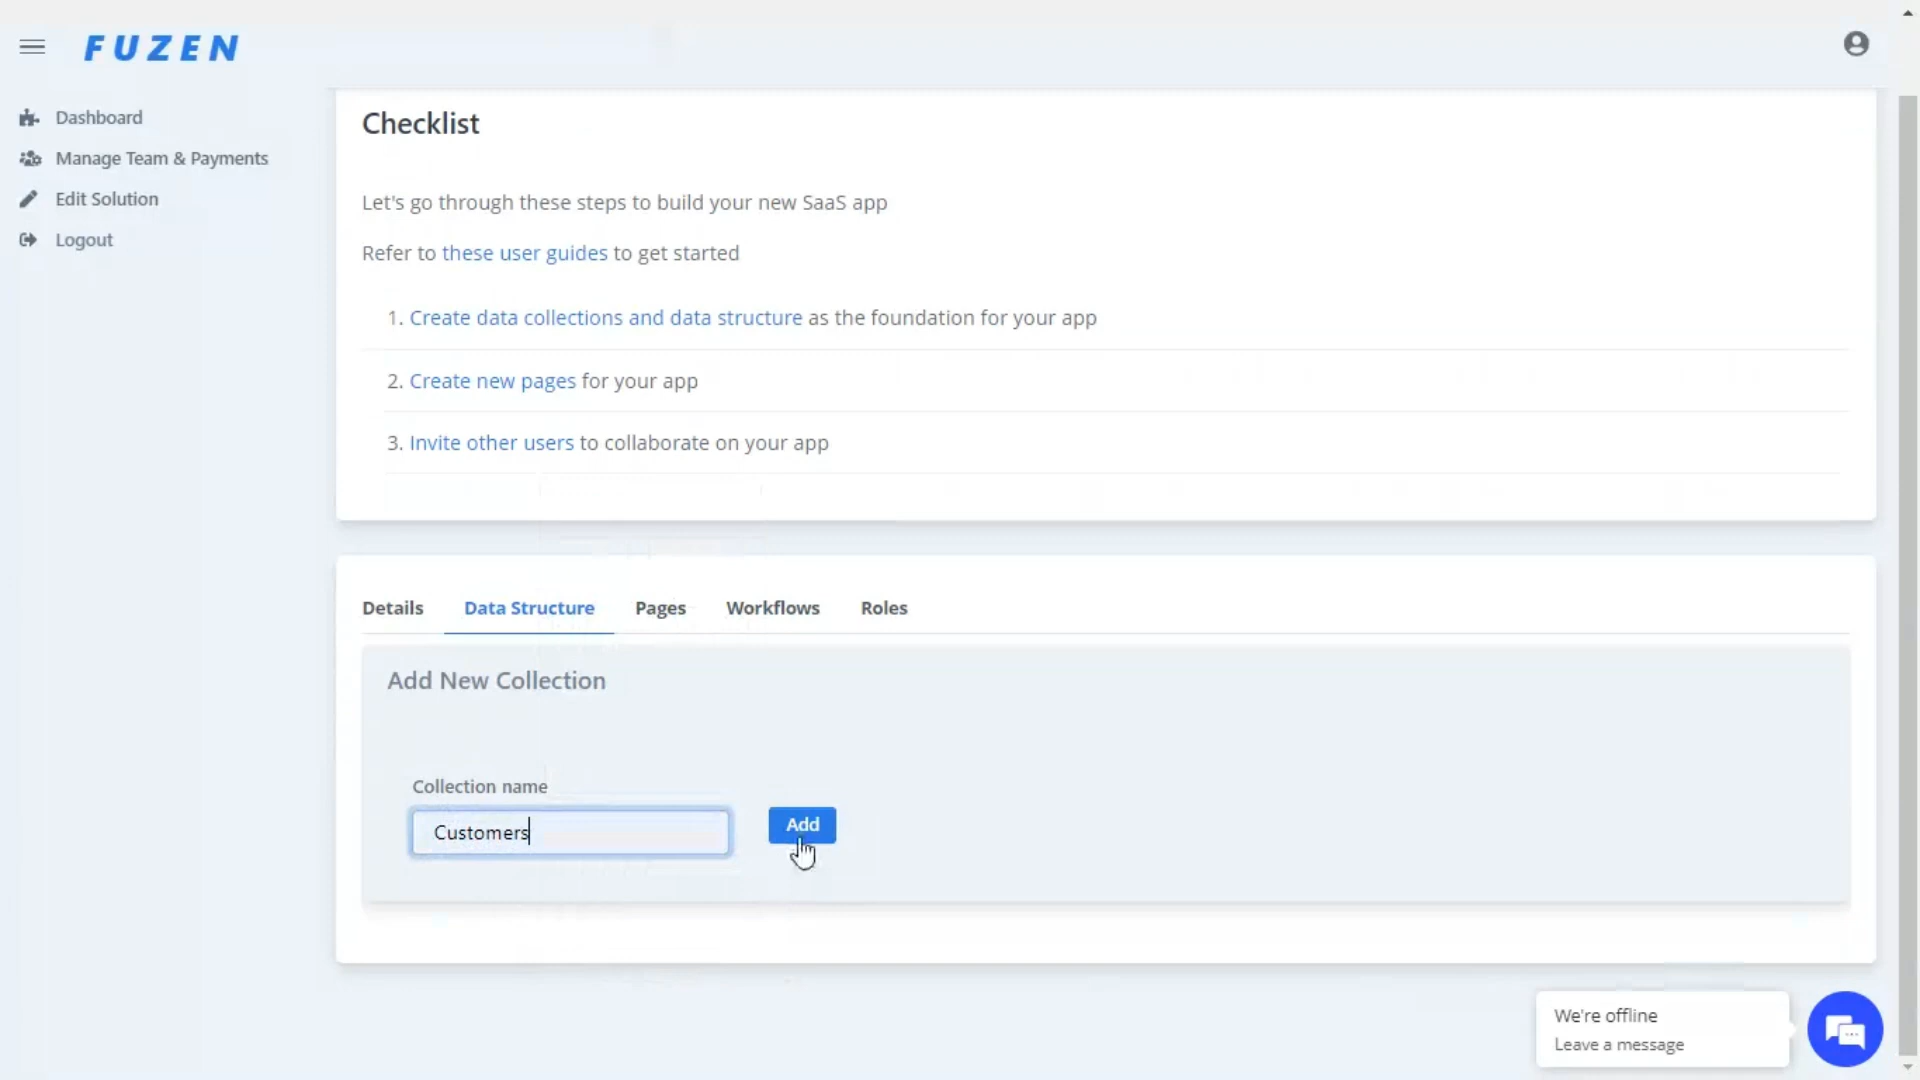 FUZEN
Dashboard
Manage Team & Payments
Edit Solution
Logout
Checklist
Let's go through these steps to build your new SaaS app
Refer to these user guides to get started
1. Create data collections and data structure as the foundation for your app
2. Create new pages for your app
3. Invite other users to collaborate on your app
Details Data Structure Pages Workflows Roles
Add New Collection
Collection name
Customers
Add
We're offline
Leave a message